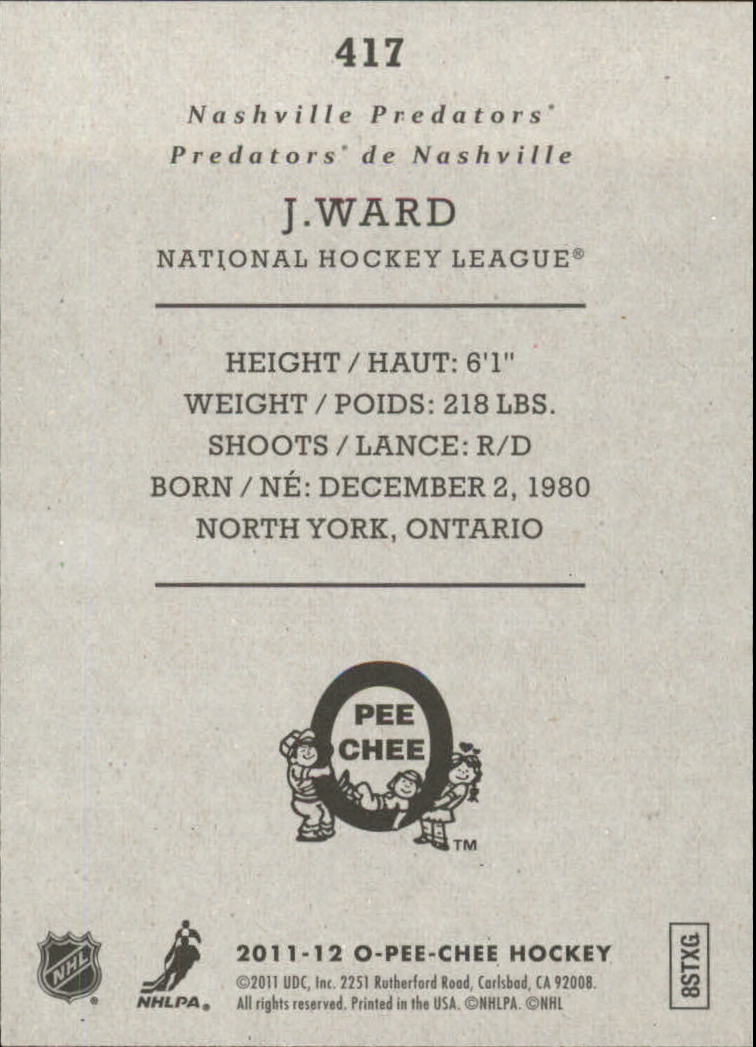 417
Nashville Predators*
Predators* de Nashville
J.WARD
NATIONAL HOCKEY LEAGUE®
HEIGHT / HAUT: 6'1"
WEIGHT / POIDS: 218 LBS.
SHOOTS / LANCE: R/D
BORN / NÉ: DECEMBER 2, 1980
NORTH YORK, ONTARIO
PEE
CHEE
TM
NHL
NHLPA®
2011-12 O-PEE-CHEE HOCKEY
©2011 UDC, Inc. 2251 Rutherford Road, Carlsbad, CA 92008.
All rights reserved. Printed in the USA. ©NHLPA. ©NHL
8STXG